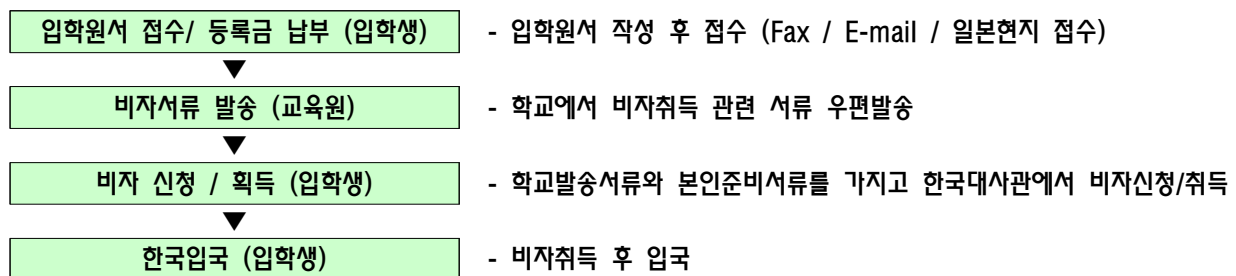 입학원서 접수/ 등록금 납부 (입학생) - 입학원서 작성 후 접수 (Fax / E-mail / 일본현지 접수)
비자서류 발송 (교육원) - 학교에서 비자취득 관련 서류 우편발송
비자 신청 / 획득 (입학생) - 학교발송서류와 본인준비서류를 가지고 한국대사관에서 비자신청/취득
한국입국 (입학생) - 비자취득 후 입국